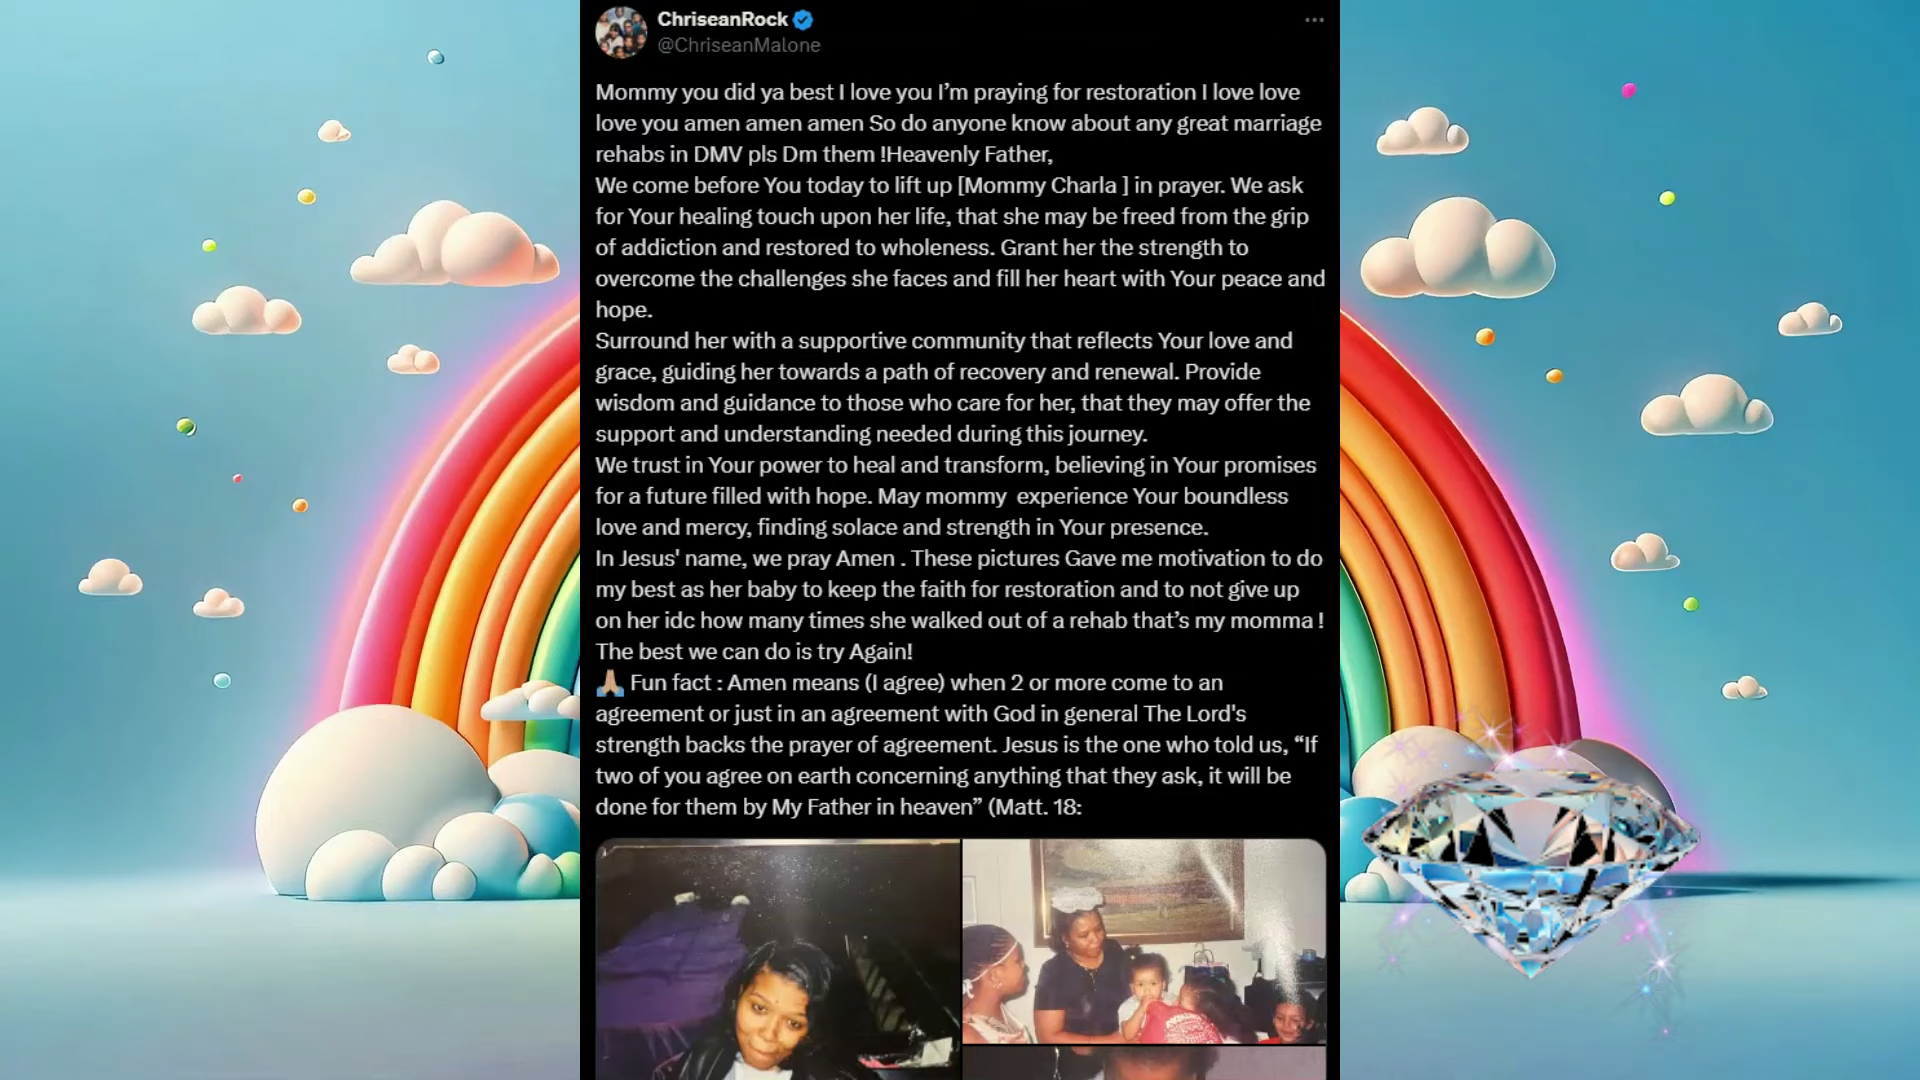 ChriseanRock
@ChriseanMalone
Mommy you did ya best I love you I’m praying for restoration I love love
love you amen amen amen So do anyone know about any great marriage
rehabs in DMV pls Dm them !Heavenly Father,
We come before You today to lift up [Mommy Charla ] in prayer. We ask
for Your healing touch upon her life, that she may be freed from the grip
of addiction and restored to wholeness. Grant her the strength to
overcome the challenges she faces and fill her heart with Your peace and
hope.
Surround her with a supportive community that reflects Your love and
grace, guiding her towards a path of recovery and renewal. Provide
wisdom and guidance to those who care for her, that they may offer the
support and understanding needed during this journey.
We trust in Your power to heal and transform, believing in Your promises
for a future filled with hope. May mommy  experience Your boundless
love and mercy, finding solace and strength in Your presence.
In Jesus' name, we pray Amen . These pictures Gave me motivation to do
my best as her baby to keep the faith for restoration and to not give up
on her idc how many times she walked out of a rehab that’s my momma !
The best we can do is try Again!
🙏🏽 Fun fact : Amen means (I agree) when 2 or more come to an
agreement or just in an agreement with God in general The Lord's
strength backs the prayer of agreement. Jesus is the one who told us, “If
two of you agree on earth concerning anything that they ask, it will be
done for them by My Father in heaven” (Matt. 18: